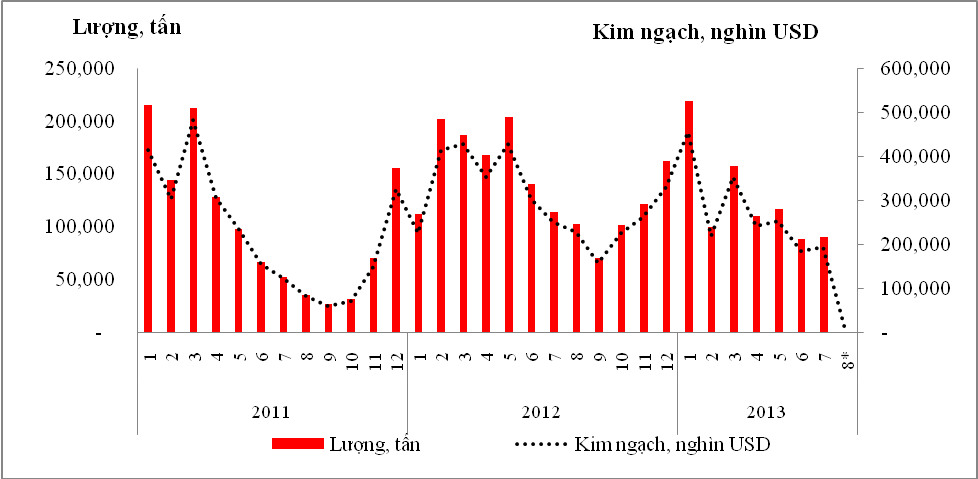 Lượng, tấn
Kim ngạch, nghìn USD
250,000
200,000
150,000
100,000
50,000
-
600,000
500,000
400,000
300,000
200,000
100,000
-
1 2 3 4 5 6 7 8 9 10 11 12 1 2 3 4 5 6 7 8 9 10 11 12 1 2 3 4 5 6 7 8*
2011 2012 2013
Lượng, tấn Kim ngạch, nghìn USD